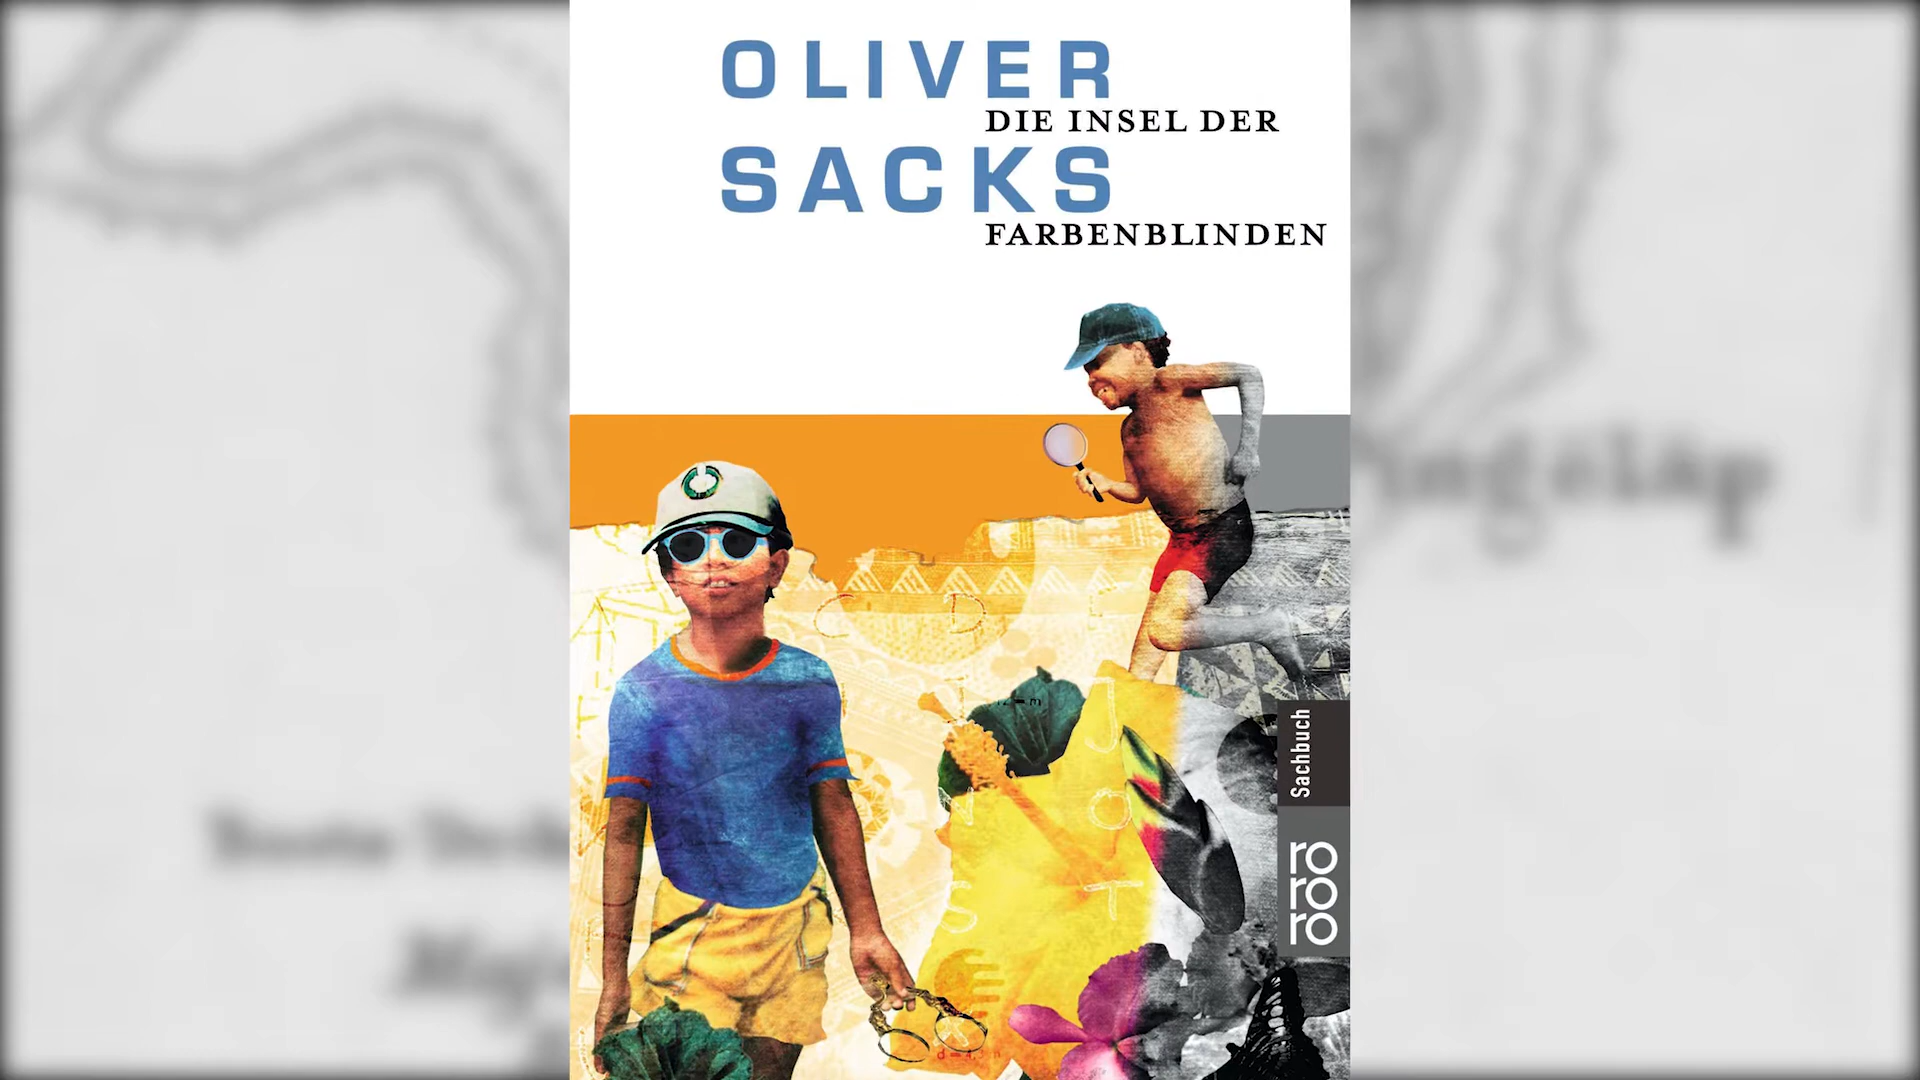 OLIVER
DIE INSEL DER
SACKS
FARBENBLINDEN
C D E
J
O
T
N
S
Sachbuch
ro
ro
ro